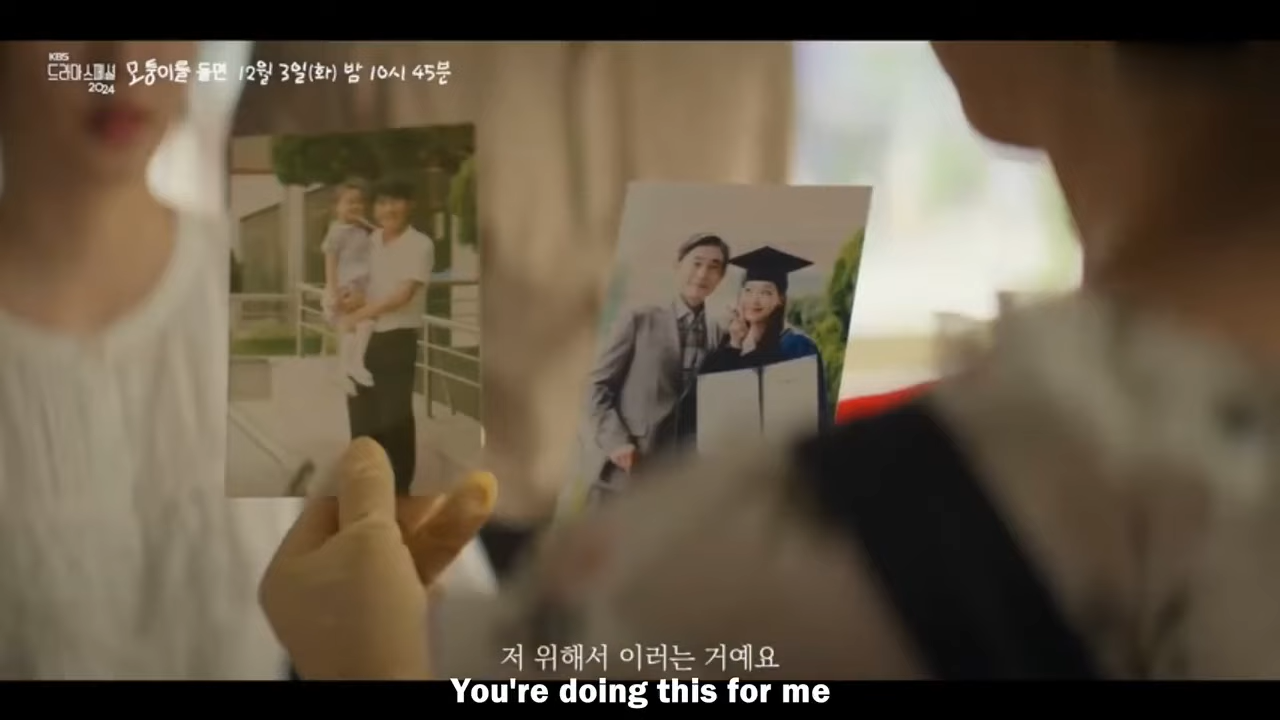 KBS
드라마 스페셜
2024
모퉁이를 돌면 12월 3일(화) 밤 10시 45분
저 위해서 이러는 거예요
You're doing this for me